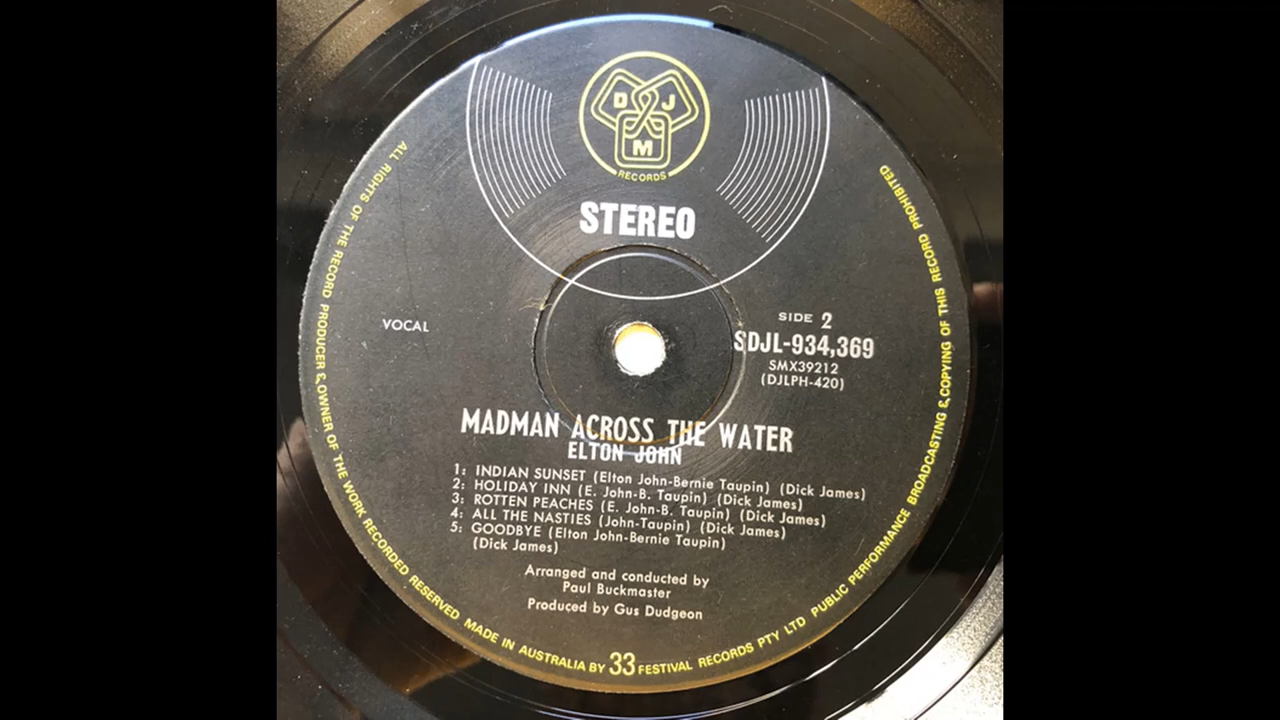 D J
M
RECORDS
STEREO
VOCAL
SIDE 2
SDJL-934,369
SMX39212
(DJLPH-420)
MADMAN ACROSS THE WATER
ELTON JOHN
1: INDIAN SUNSET (Elton John-Bernie Taupin) (Dick James)
2: HOLIDAY INN (E. John-B. Taupin) (Dick James)
3: ROTTEN PEACHES (E. John-B. Taupin) (Dick James)
4: ALL THE NASTIES (John-Taupin) (Dick James)
5: GOODBYE (Elton John-Bernie Taupin)
(Dick James)
Arranged and conducted by
Paul Buckmaster
Produced by Gus Dudgeon
ALL RIGHTS OF THE RECORD PRODUCER & OWNER OF THE WORK RECORDED RESERVED MADE IN AUSTRALIA BY 33 FESTIVAL RECORDS PTY LTD PUBLIC PERFORMANCE BROADCASTING & COPYING OF THIS RECORD PROHIBITED